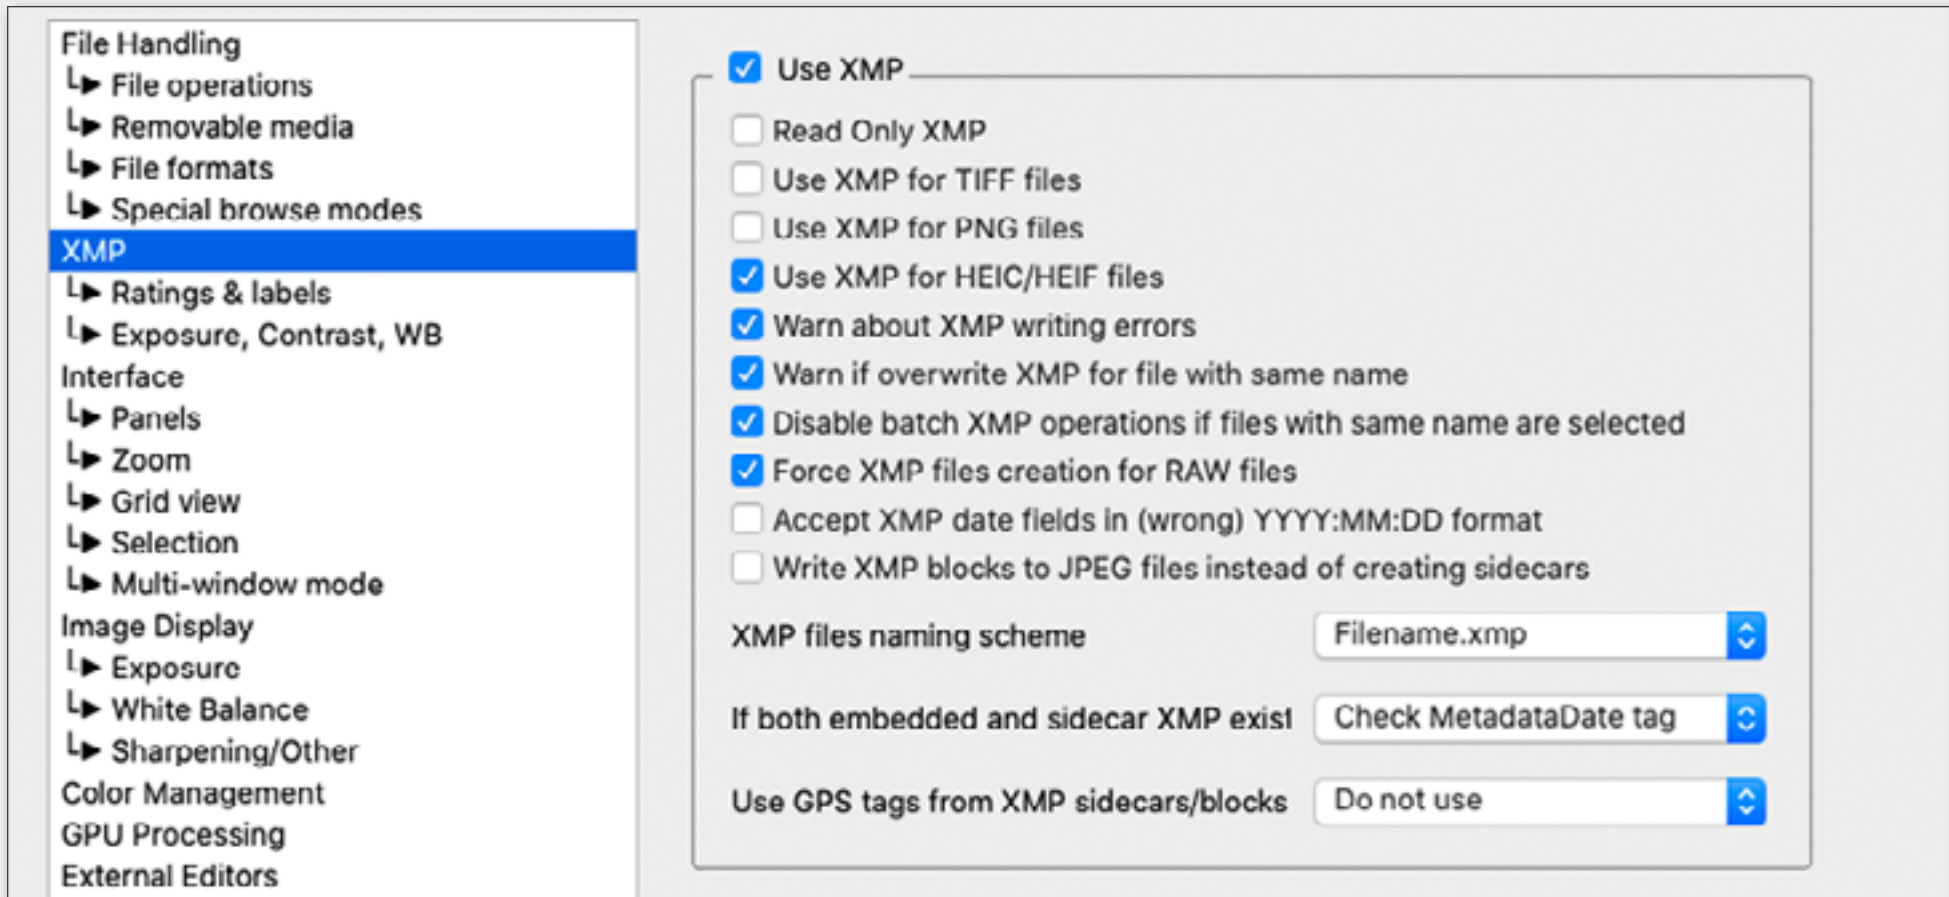 File Handling
File operations
Removable media
File formats
Special browse modes
XMP
Ratings & labels
Exposure, Contrast, WB
Interface
Panels
Zoom
Grid view
Selection
Multi-window mode
Image Display
Exposure
White Balance
Sharpening/Other
Color Management
GPU Processing
External Editors
Use XMP
Read Only XMP
Use XMP for TIFF files
Use XMP for PNG files
Use XMP for HEIC/HEIF files
Warn about XMP writing errors
Warn if overwrite XMP for file with same name
Disable batch XMP operations if files with same name are selected
Force XMP files creation for RAW files
Accept XMP date fields in (wrong) YYYY:MM:DD format
Write XMP blocks to JPEG files instead of creating sidecars
XMP files naming scheme Filename.xmp
If both embedded and sidecar XMP exist Check MetadataDate tag
Use GPS tags from XMP sidecars/blocks Do not use